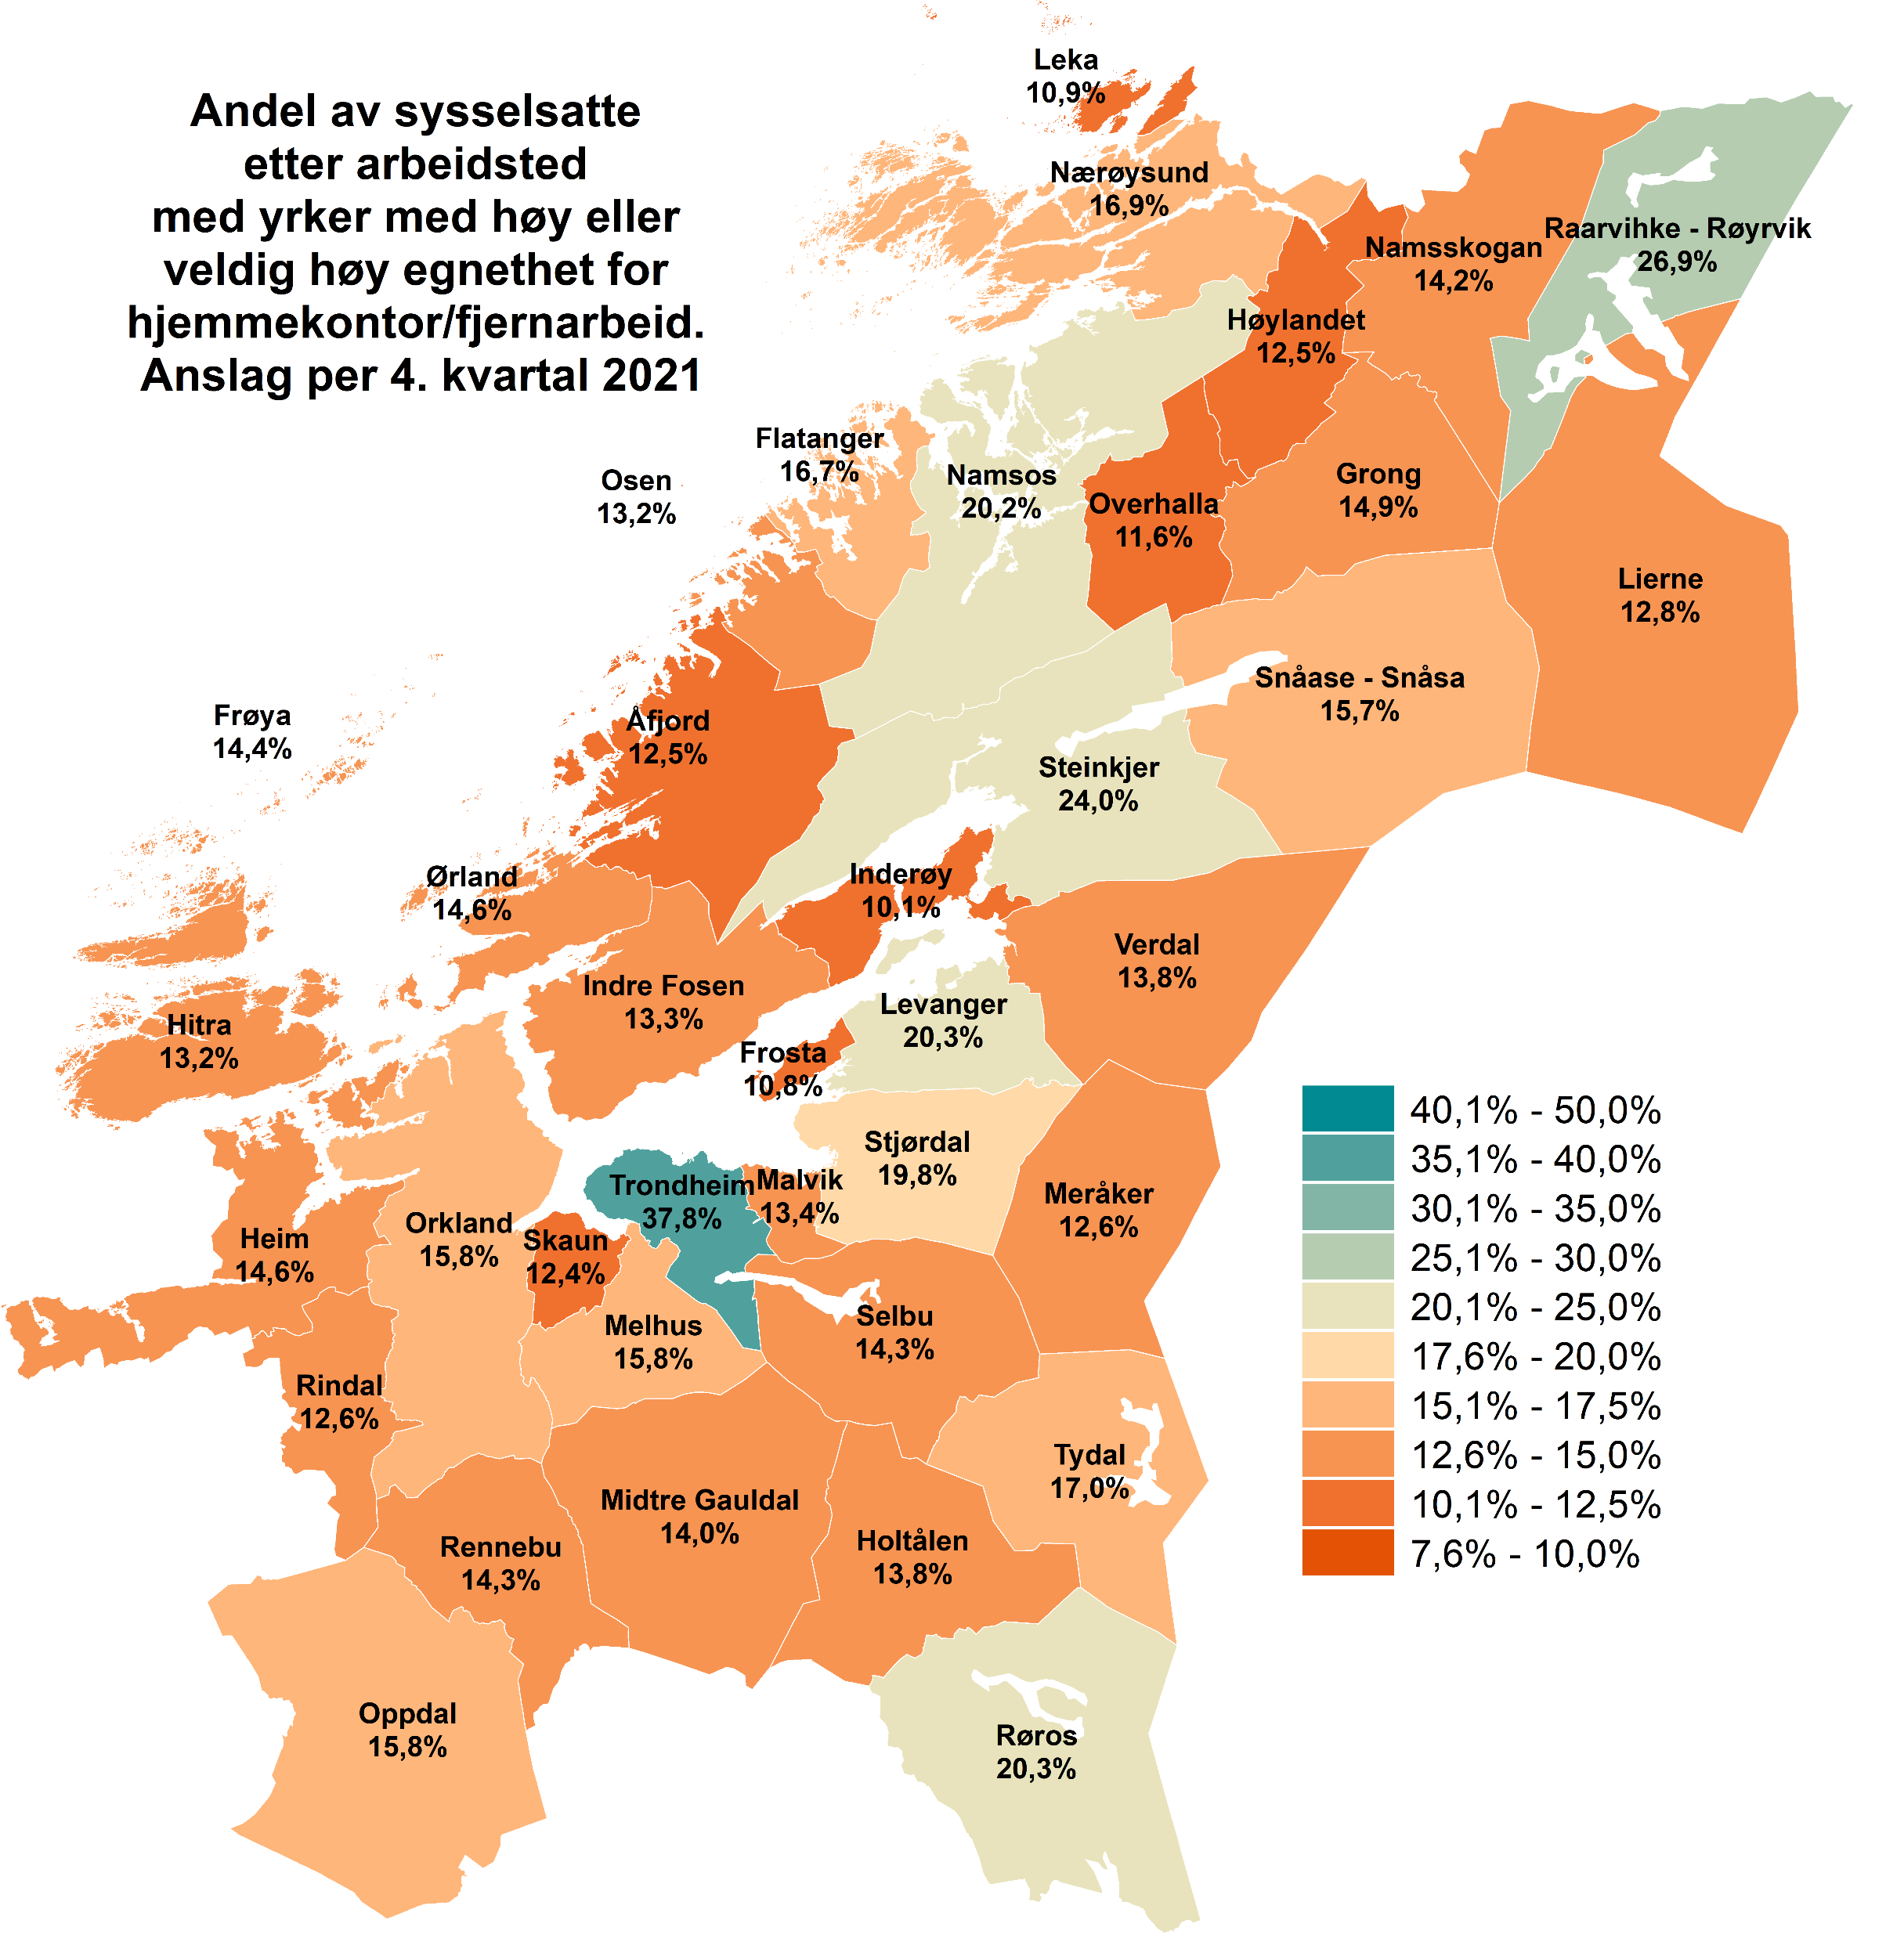 Andel av sysselsatte
etter arbeidsted
med yrker med høy eller
veldig høy egnethet for
hjemmekontor/fjernarbeid.
Anslag per 4. kvartal 2021
Leka
10,9%
Nærøysund
16,9%
Raarvihke - Røyrvik
26,9%
Namsskogan
14,2%
Høylandet
12,5%
Flatanger
16,7%
Osen
13,2%
Namsos
20,2%
Overhalla
11,6%
Grong
14,9%
Lierne
12,8%
Snåase - Snåsa
15,7%
Frøya
14,4%
Åfjord
12,5%
Steinkjer
24,0%
Ørland
14,6%
Inderøy
10,1%
Verdal
13,8%
Indre Fosen
13,3%
Levanger
20,3%
Hitra
13,2%
Frosta
10,8%
Stjørdal
19,8%
Trondheim
37,8%
Malvik
13,4%
Meråker
12,6%
Heim
14,6%
Orkland
15,8%
Skaun
12,4%
Melhus
15,8%
Selbu
14,3%
Rindal
12,6%
Tydal
17,0%
Midtre Gauldal
14,0%
Rennebu
14,3%
Holtålen
13,8%
Oppdal
15,8%
Røros
20,3%
40,1% - 50,0%
35,1% - 40,0%
30,1% - 35,0%
25,1% - 30,0%
20,1% - 25,0%
17,6% - 20,0%
15,1% - 17,5%
12,6% - 15,0%
10,1% - 12,5%
7,6% - 10,0%